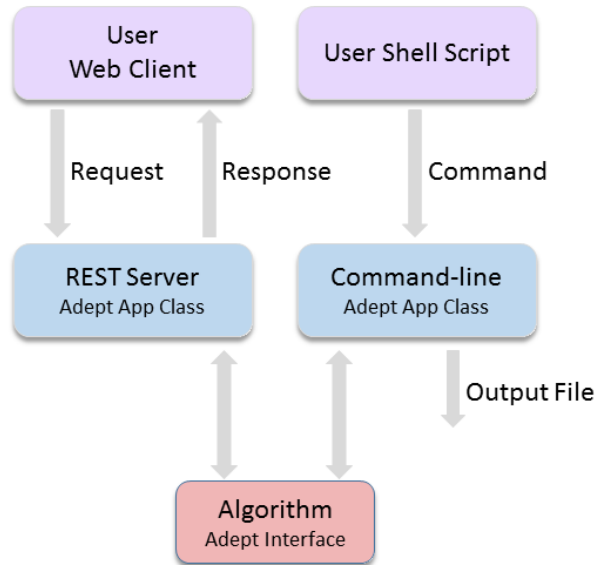 User
Web Client
User Shell Script
Request
Response
Command
REST Server
Adept App Class
Command-line
Adept App Class
Output File
Algorithm
Adept Interface